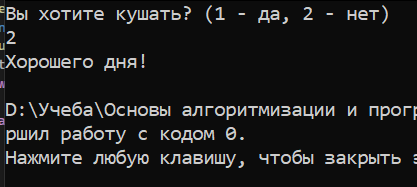 Вы хотите кушать? (1 - да, 2 - нет)
2
Хорошего дня!
D:\Учеба\Основы алгоритмизации и прогр
ршил работу с кодом 0.
Нажмите любую клавишу, чтобы закрыть э